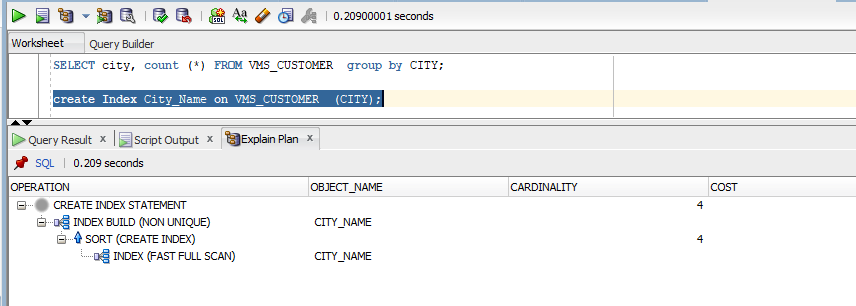 SQL 0.20900001 seconds
Worksheet Query Builder
SELECT city, count (*) FROM VMS_CUSTOMER  group by CITY;
create Index City_Name on VMS_CUSTOMER  (CITY);
Query Result x Script Output x Explain Plan x
SQL | 0.209 seconds
OPERATION OBJECT_NAME CARDINALITY COST
CREATE INDEX STATEMENT 4
INDEX BUILD (NON UNIQUE) CITY_NAME
SORT (CREATE INDEX) 4
INDEX (FAST FULL SCAN) CITY_NAME